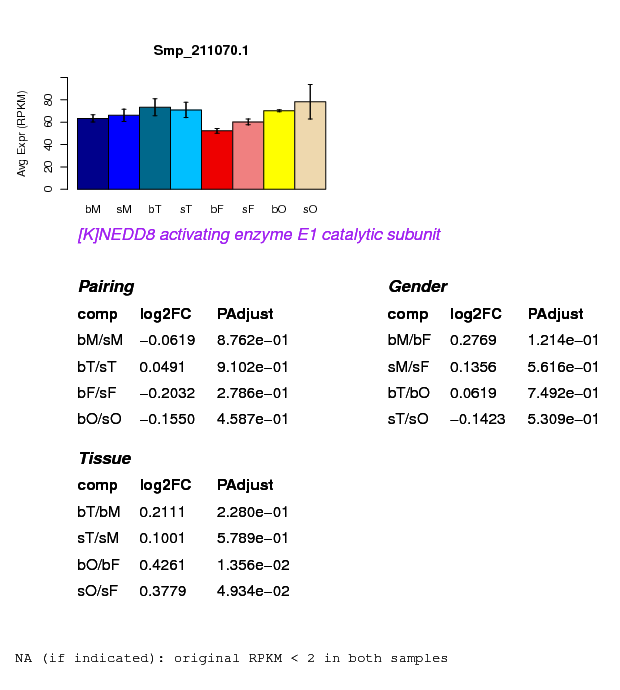 Smp_211070.1
Avg Expr (RPKM)
0 20 40 60 80
bM sM bT sT bF sF bO sO
[K]NEDD8 activating enzyme E1 catalytic subunit
Pairing
comp log2FC PAdjust
bM/sM −0.0619 8.762e−01
bT/sT 0.0491 9.102e−01
bF/sF −0.2032 2.786e−01
bO/sO −0.1550 4.587e−01
Gender
comp log2FC PAdjust
bM/bF 0.2769 1.214e−01
sM/sF 0.1356 5.616e−01
bT/bO 0.0619 7.492e−01
sT/sO −0.1423 5.309e−01
Tissue
comp log2FC PAdjust
bT/bM 0.2111 2.280e−01
sT/sM 0.1001 5.789e−01
bO/bF 0.4261 1.356e−02
sO/sF 0.3779 4.934e−02
NA (if indicated): original RPKM < 2 in both samples